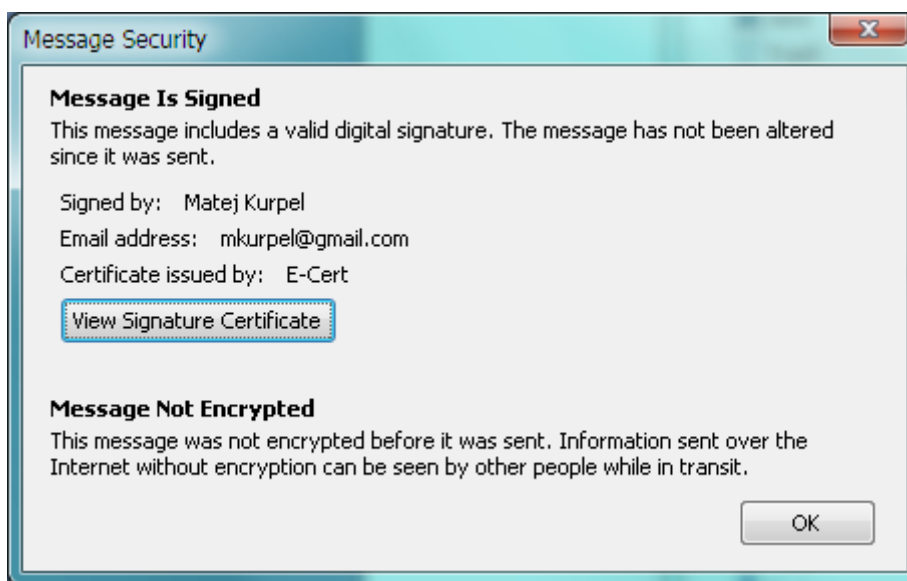 Message Security
Message Is Signed
This message includes a valid digital signature. The message has not been altered
since it was sent.
Signed by: Matej Kurpel
Email address: mkurpel@gmail.com
Certificate issued by: E-Cert
View Signature Certificate
Message Not Encrypted
This message was not encrypted before it was sent. Information sent over the
Internet without encryption can be seen by other people while in transit.
OK